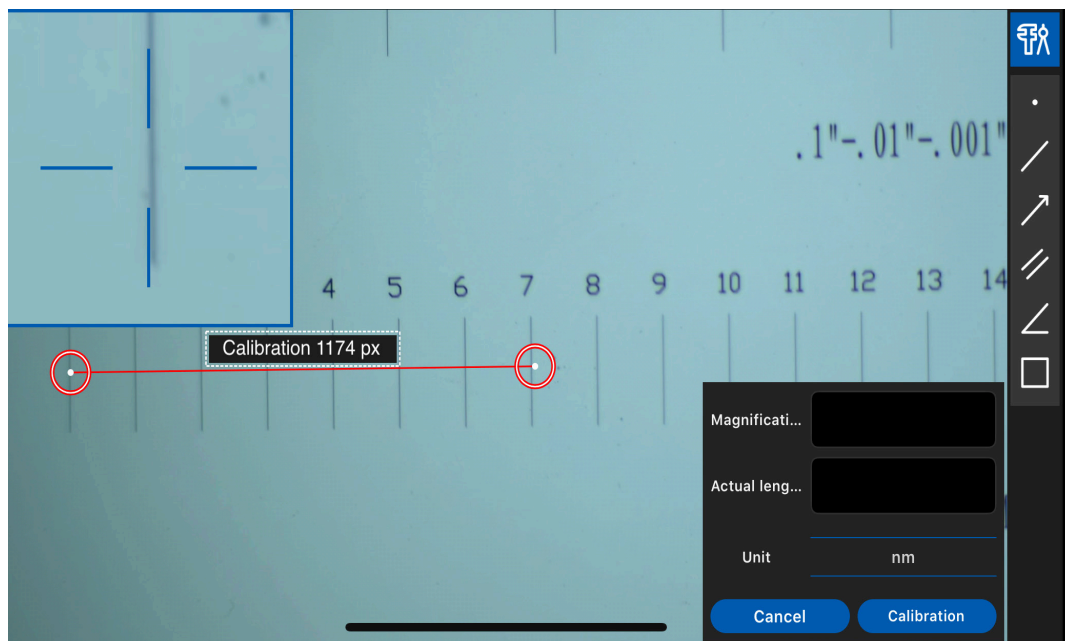 .1"-.01"-.001"
4 5 6 7 8 9 10 11 12 13 14
Calibration 1174 px
Magnificati...
Actual leng...
Unit nm
Cancel Calibration